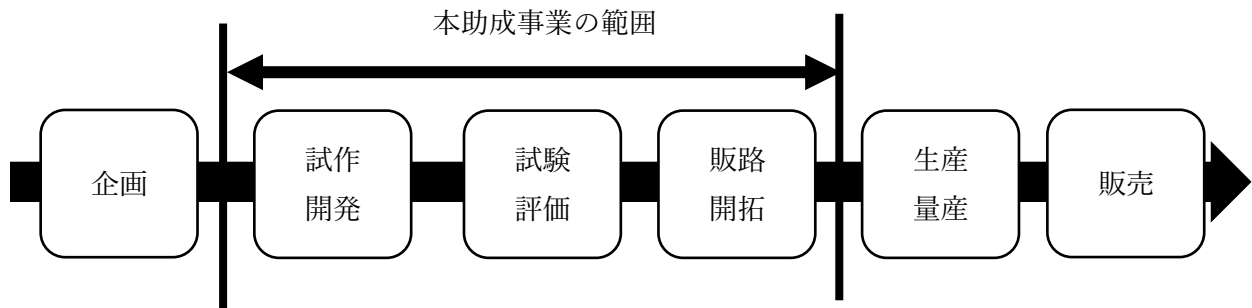 本助成事業の範囲
企画
試作
開発
試験
評価
販路
開拓
生産
量産
販売